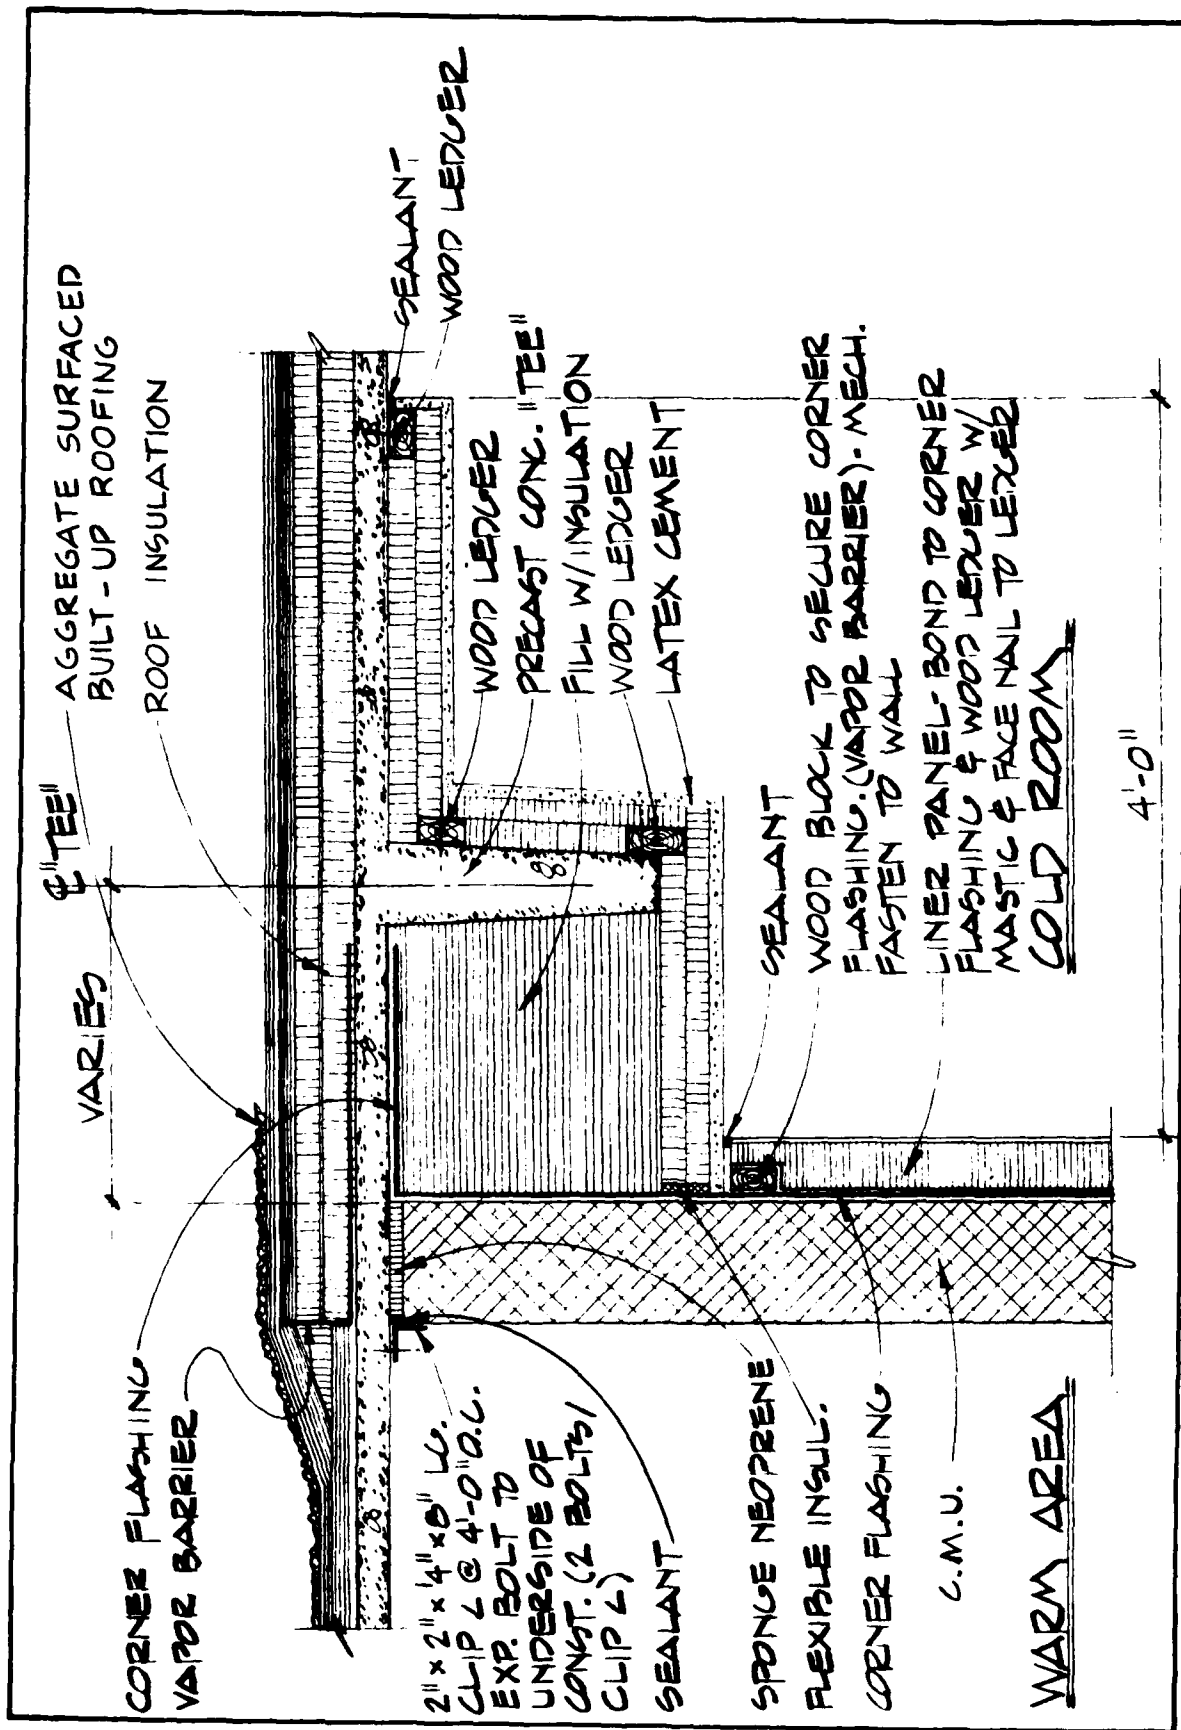 AGGREGATE SURFACED
BUILT-UP ROOFING
ROOF INSULATION
℄ "TEE"
VARIES
CORNER FLASHING
VAPOR BARRIER
SEALANT
WOOD LEDGER
WOOD LEDGER
PRECAST CONC. "TEE"
FILL W/ INSULATION
WOOD LEDGER
LATEX CEMENT
2" x 2" x ¼" x 8" LG.
CLIP L @ 4'-0" O.C.
EXP. BOLT TO
UNDERSIDE OF
CONST. (2 BOLTS/
CLIP L)
SEALANT
SPONGE NEOPRENE
FLEXIBLE INSUL.
CORNER FLASHING
C.M.U.
WARM AREA
SEALANT
WOOD BLOCK TO SECURE CORNER
FLASHING. (VAPOR BARRIER). MECH.
FASTEN TO WALL
LINER PANEL-BOND TO CORNER
FLASHING & WOOD LEDGER W/
MASTIC & FACE NAIL TO LEDGER
COLD ROOM
4'-0"